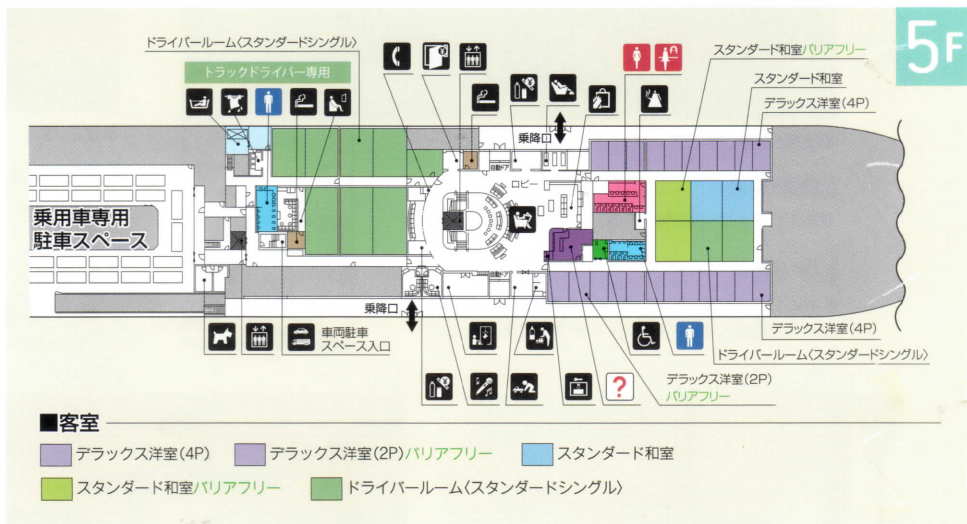 5F
ドライバールーム〈スタンダードシングル〉
トラックドライバー専用
スタンダード和室バリアフリー
スタンダード和室
デラックス洋室(4P)
乗降口
ロビー
乗用車専用
駐車スペース
乗降口
車両駐車
スペース入口
デラックス洋室(4P)
ドライバールーム〈スタンダードシングル〉
?
デラックス洋室(2P)
バリアフリー
■客室
デラックス洋室(4P)
デラックス洋室(2P)バリアフリー
スタンダード和室
スタンダード和室バリアフリー
ドライバールーム〈スタンダードシングル〉